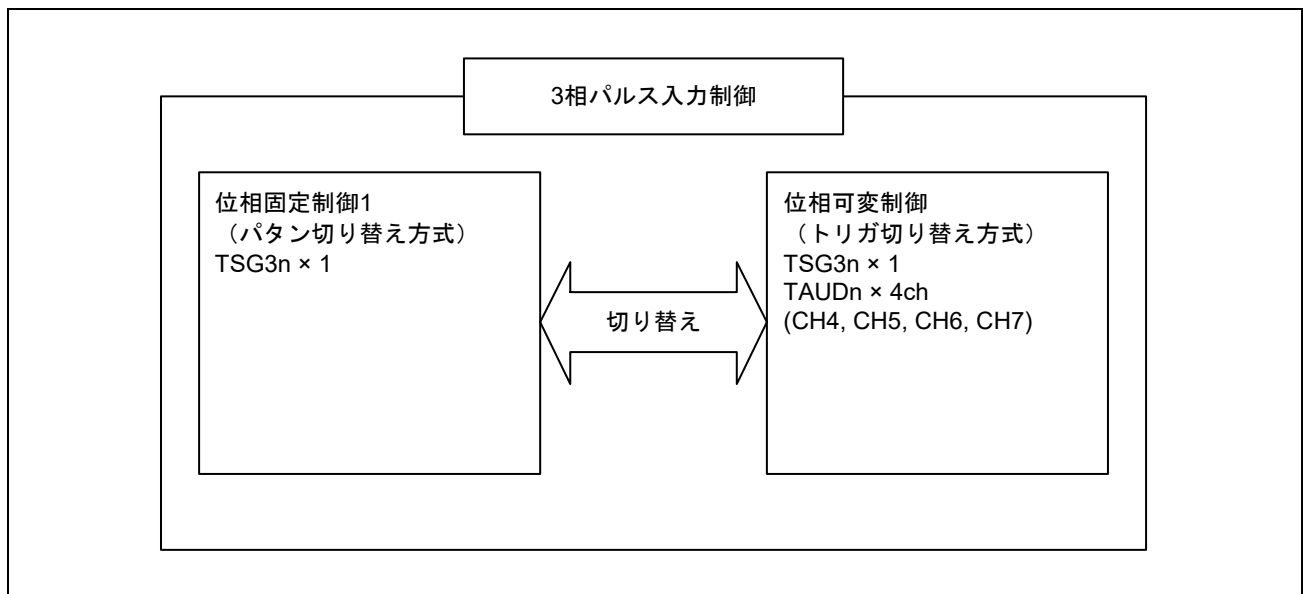 3相パルス入力制御
位相固定制御1
（パタン切り替え方式）
TSG3n × 1
切り替え
位相可変制御
（トリガ切り替え方式）
TSG3n × 1
TAUDn × 4ch
(CH4, CH5, CH6, CH7)